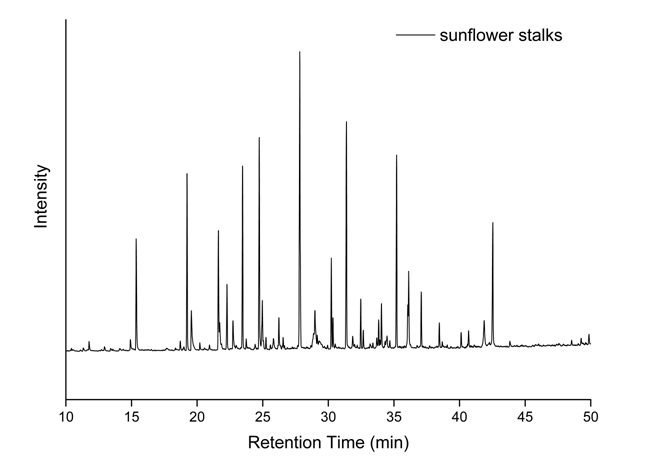 sunflower stalks
Intensity
10 15 20 25 30 35 40 45 50
Retention Time (min)